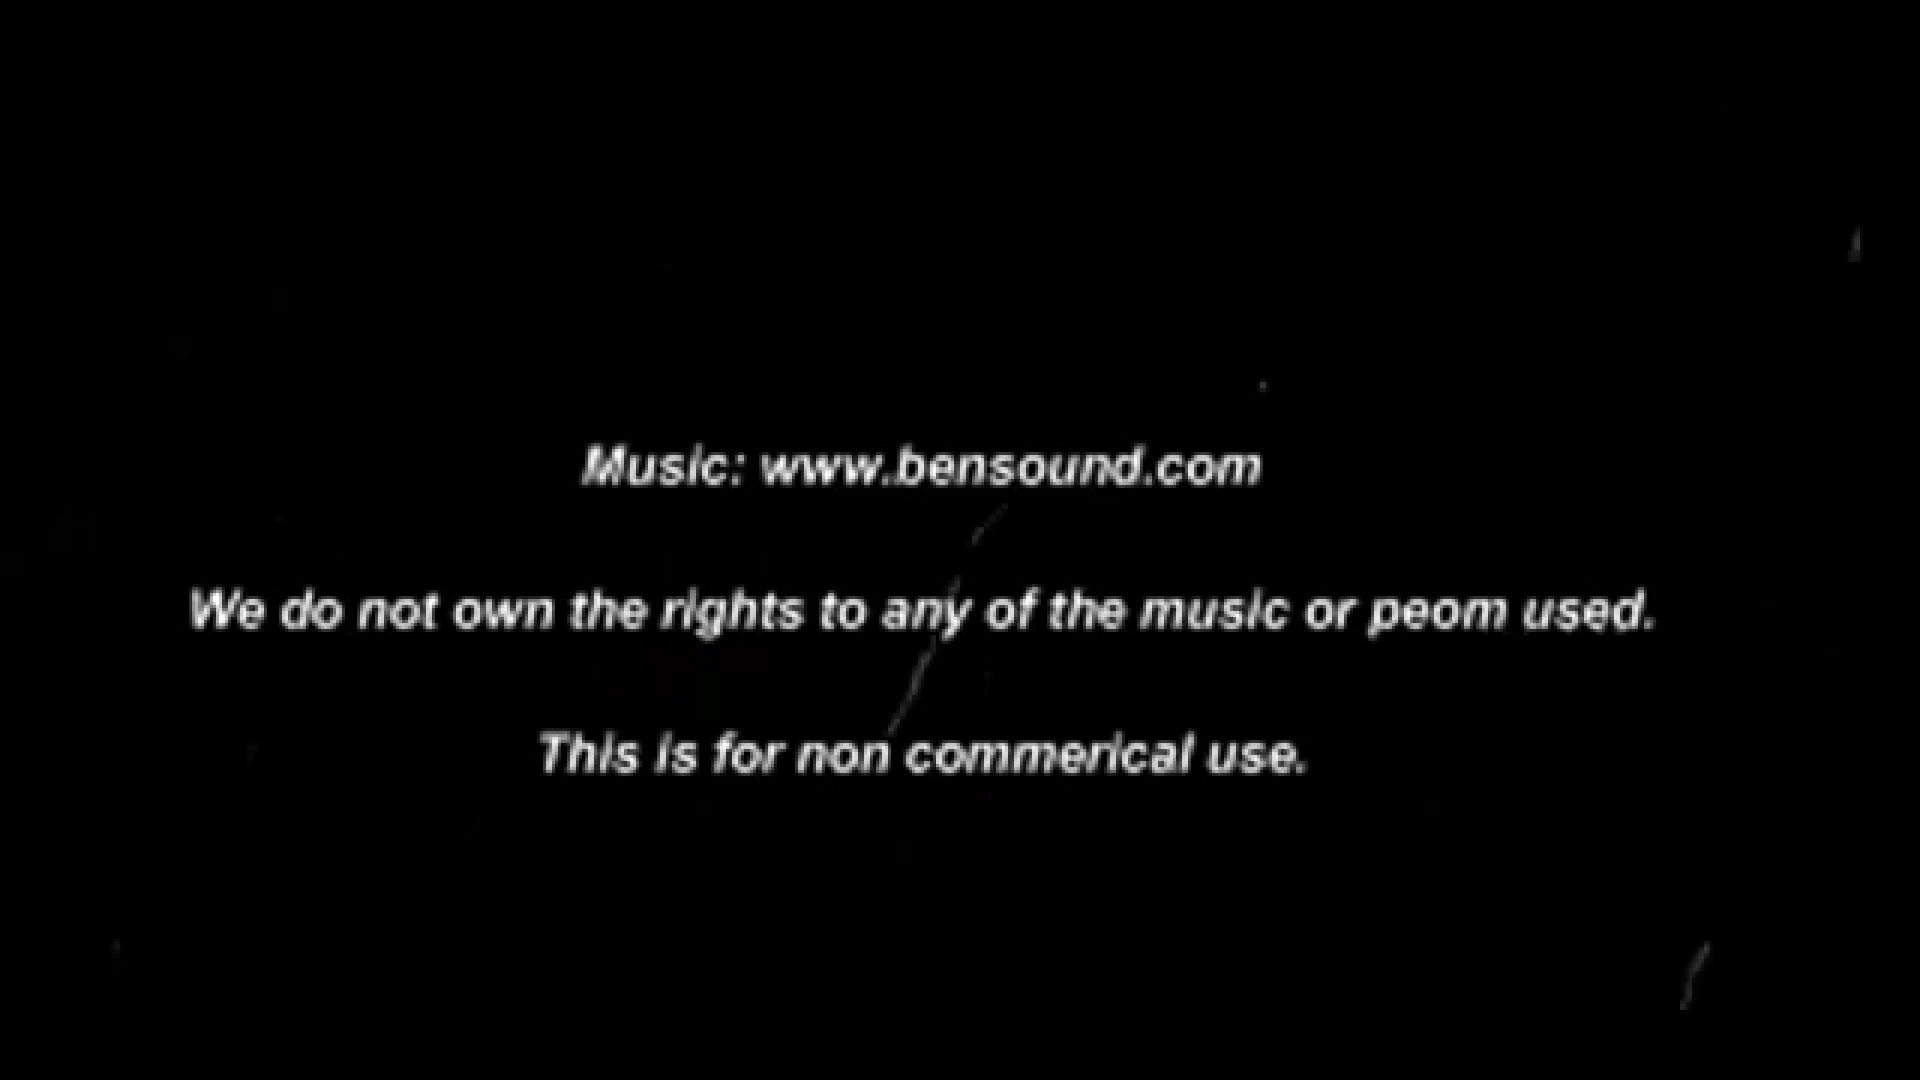 Music: www.bensound.com
We do not own the rights to any of the music or peom used.
This is for non commerical use.